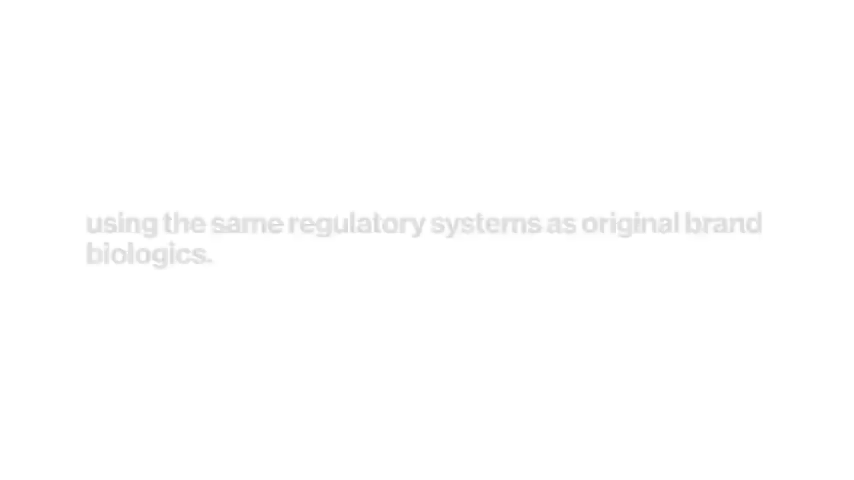 using the same regulatory systems as original brand
biologics.